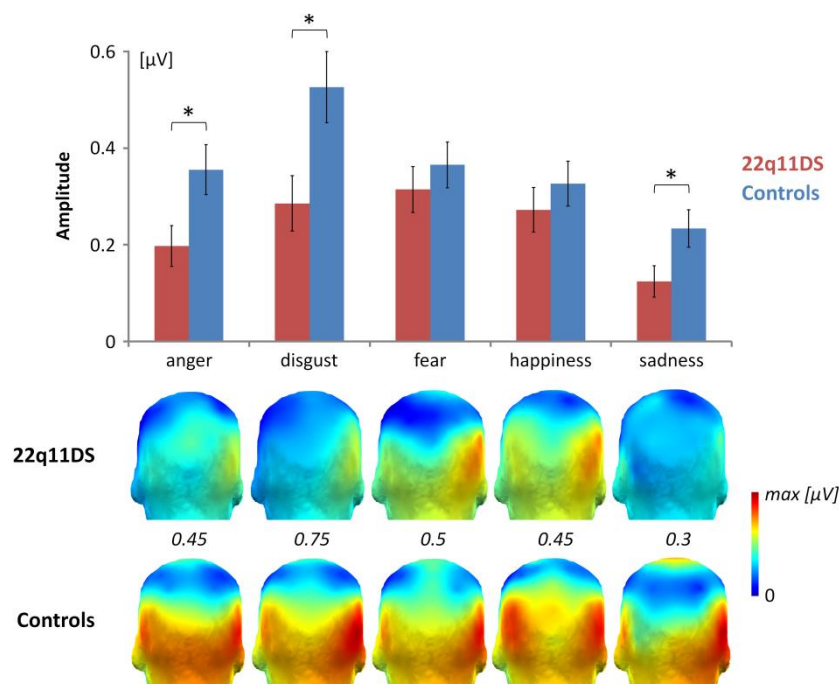 *
0.6
[µV]
*
0.4
*
0.2
0
Amplitude
22q11DS
Controls
anger disgust fear happiness sadness
22q11DS
0.45 0.75 0.5 0.45 0.3
max [µV]
0
Controls